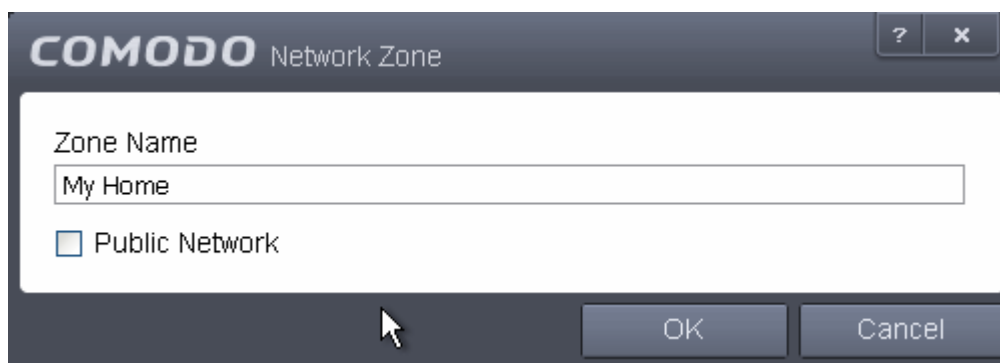 COMODO Network Zone
? x
Zone Name
My Home
Public Network
OK Cancel